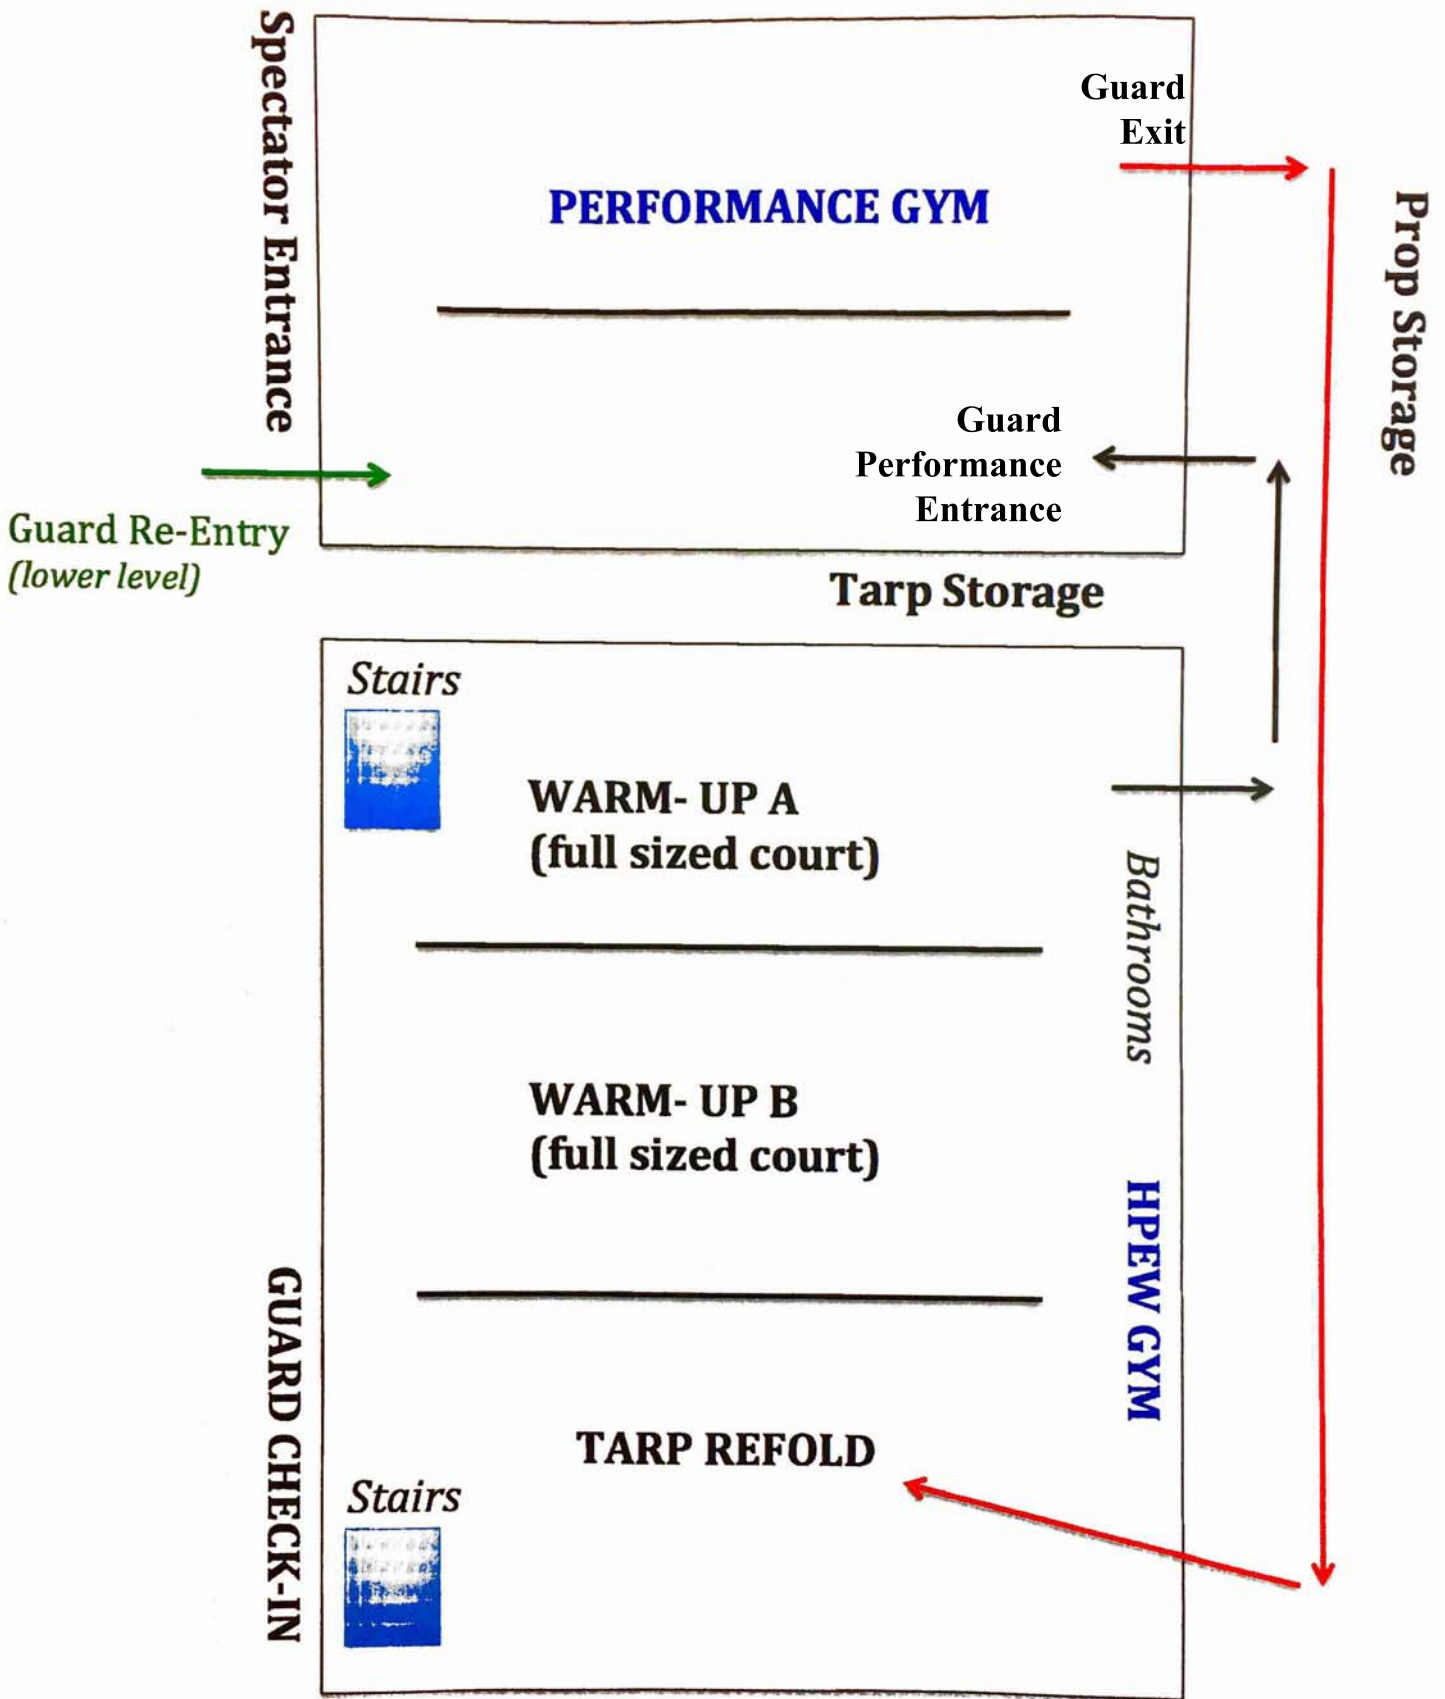 Spectator Entrance
Guard
Exit
PERFORMANCE GYM
Prop Storage
Guard
Performance
Entrance
Guard Re-Entry
(lower level)
Tarp Storage
Stairs
WARM- UP A
(full sized court)
Bathrooms
WARM- UP B
(full sized court)
HPEW GYM
GUARD CHECK-IN
TARP REFOLD
Stairs